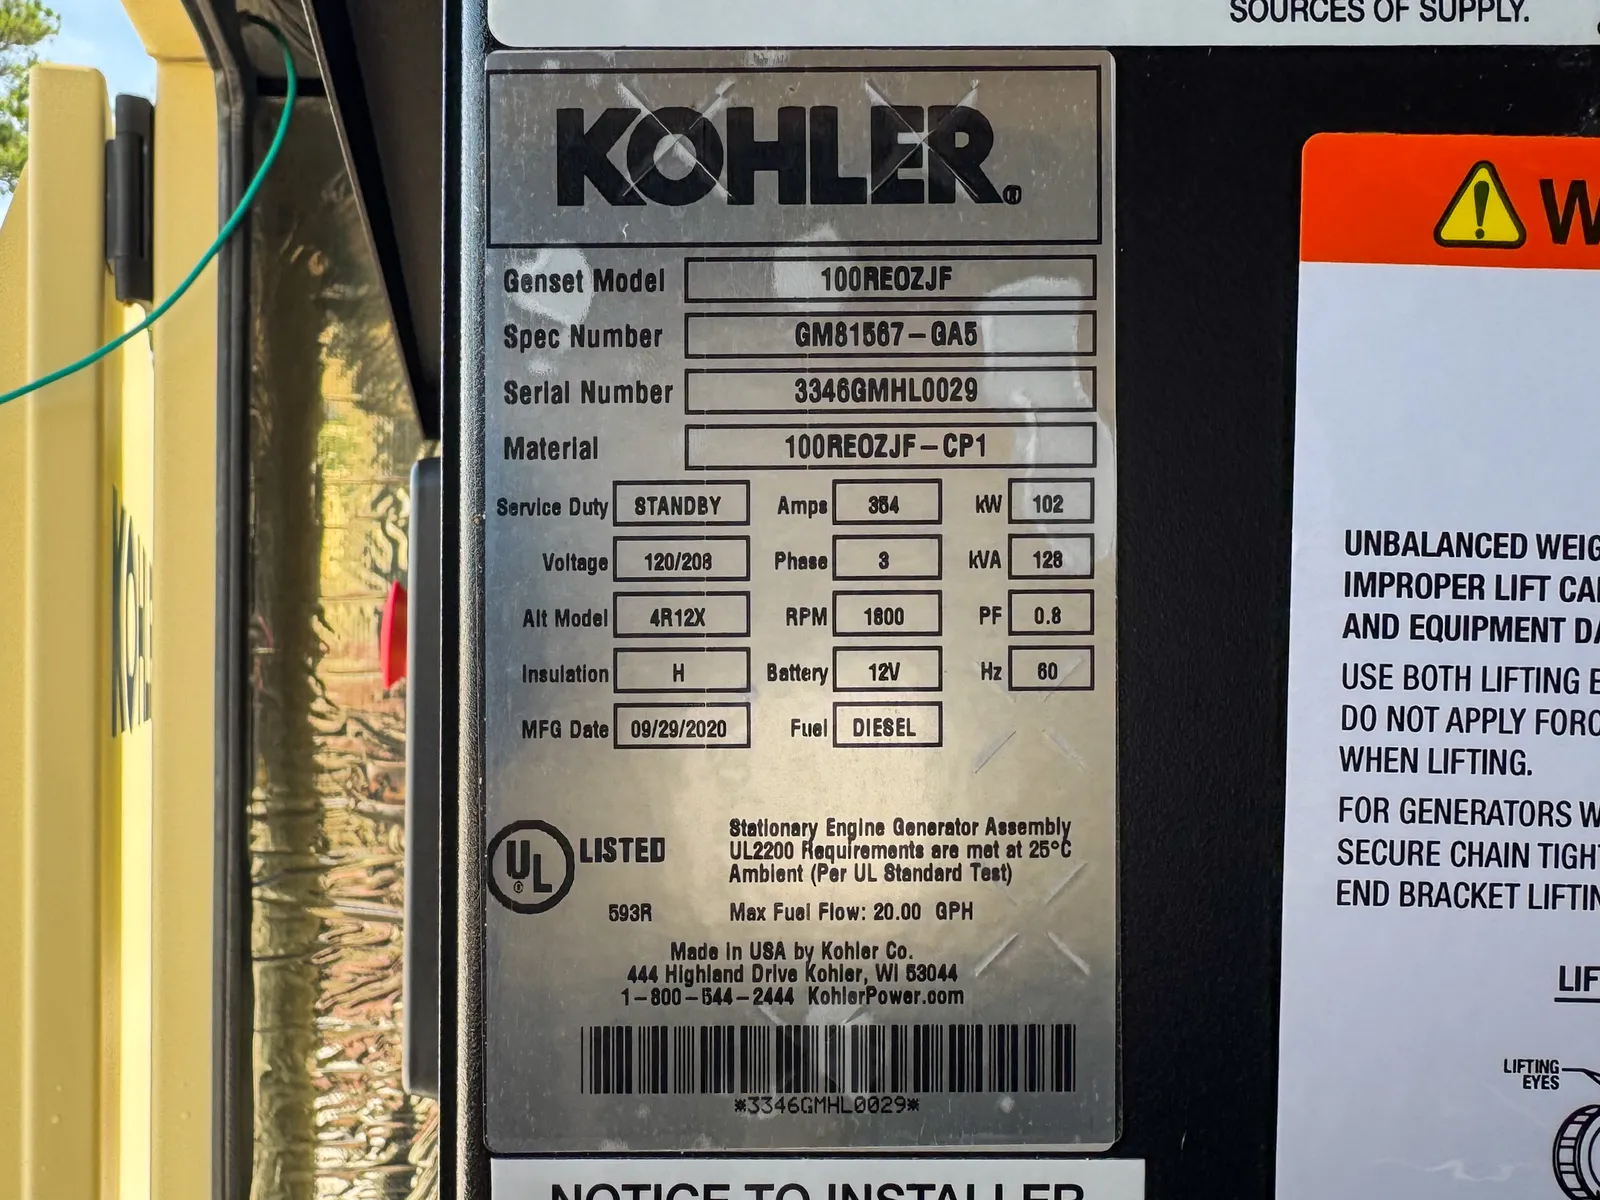 SOURCES OF SUPPLY.
KOHLER®
Genset Model 100REOZJF
Spec Number GM81567-GA5
Serial Number 3346GMHL0029
Material 100REOZJF-CP1
Service Duty STANDBY Amps 354 kW 102
Voltage 120/208 Phase 3 kVA 128
Alt Model 4R12X RPM 1800 PF 0.8
Insulation H Battery 12V Hz 60
MFG Date 09/29/2020 Fuel DIESEL
UL LISTED
593R
Stationary Engine Generator Assembly
UL2200 Requirements are met at 25°C
Ambient (Per UL Standard Test)
Max Fuel Flow: 20.00 GPH
Made in USA by Kohler Co.
444 Highland Drive Kohler, WI 53044
1-800-544-2444 KohlerPower.com
*3346GMHL0029*
NOTICE TO INSTALLER
UNBALANCED WEIG
IMPROPER LIFT CA
AND EQUIPMENT DA
USE BOTH LIFTING E
DO NOT APPLY FORC
WHEN LIFTING.
FOR GENERATORS W
SECURE CHAIN TIGHT
END BRACKET LIFTIN
LIF
LIFTING
EYES
KOHL